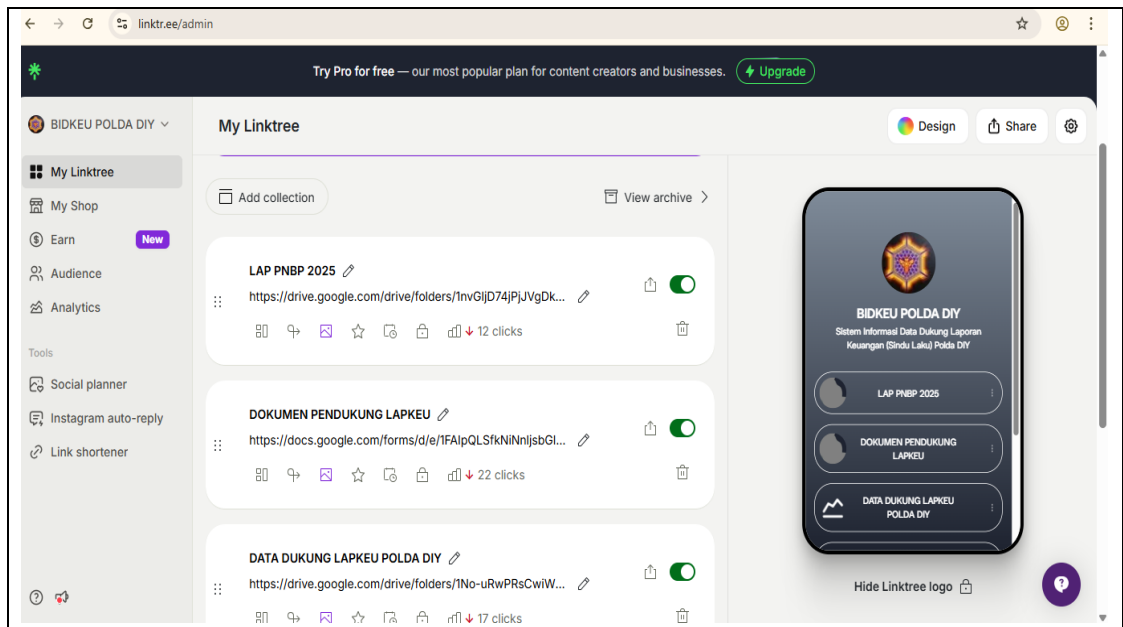 linktr.ee/admin
Try Pro for free — our most popular plan for content creators and businesses.
Upgrade
BIDKEU POLDA DIY
My Linktree
Design
Share
My Linktree
My Shop
Earn
New
Audience
Analytics
Tools
Social planner
Instagram auto-reply
Link shortener
Add collection
View archive
LAP PNBP 2025
https://drive.google.com/drive/folders/1nvGljD74jPjJVgDk...
12 clicks
DOKUMEN PENDUKUNG LAPKEU
https://docs.google.com/forms/d/e/1FAIpQLSfkNiNnIjsbGl...
22 clicks
DATA DUKUNG LAPKEU POLDA DIY
https://drive.google.com/drive/folders/1No-uRwPRsCwiW...
17 clicks
BIDKEU POLDA DIY
Sistem Informasi Data Dukung Laporan
Keuangan (Sindu Laku) Polda DIY
LAP PNBP 2025
DOKUMEN PENDUKUNG
LAPKEU
DATA DUKUNG LAPKEU
POLDA DIY
Hide Linktree logo